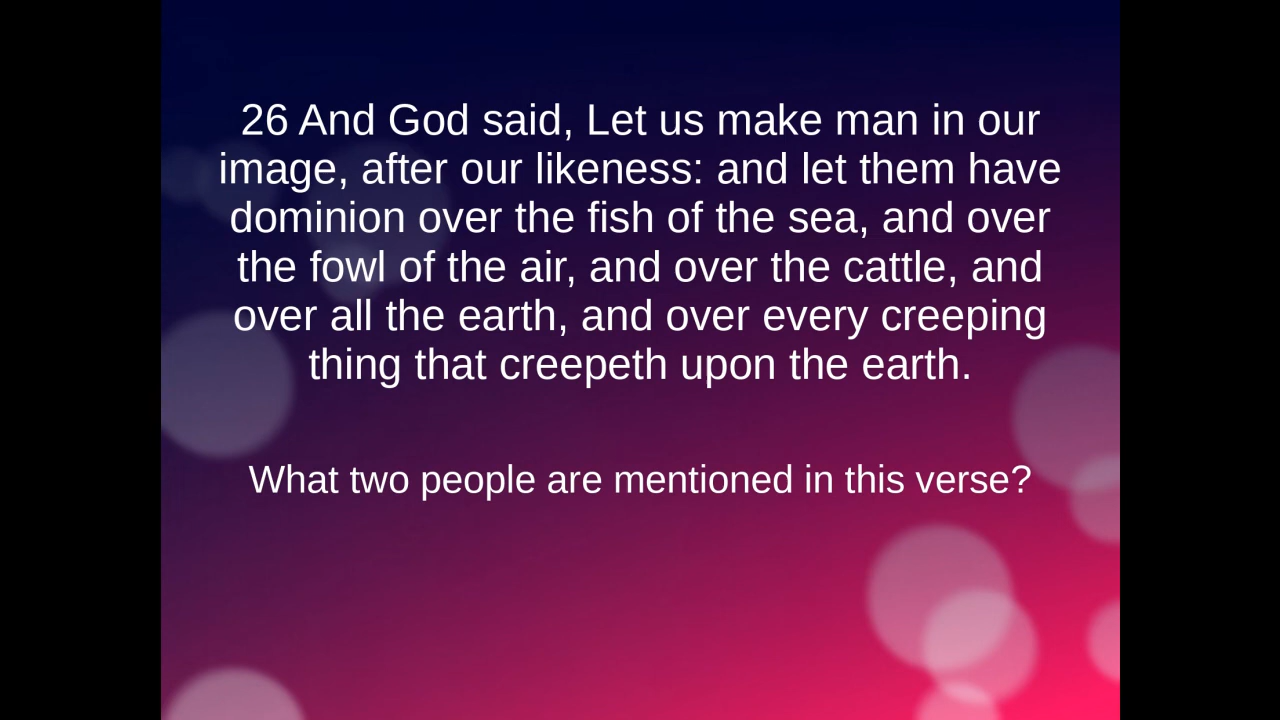 26 And God said, Let us make man in our
image, after our likeness: and let them have
dominion over the fish of the sea, and over
the fowl of the air, and over the cattle, and
over all the earth, and over every creeping
thing that creepeth upon the earth.
What two people are mentioned in this verse?